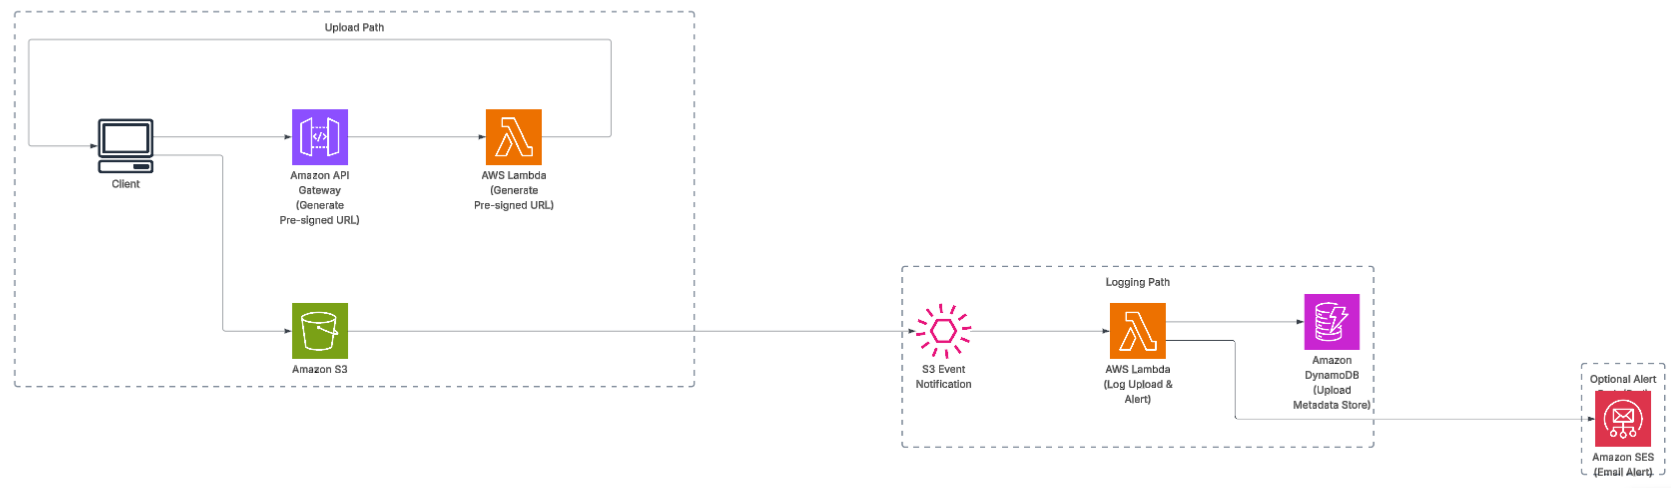 Upload Path
Client
Amazon API
Gateway
(Generate
Pre-signed URL)
AWS Lambda
(Generate
Pre-signed URL)
Amazon S3
Logging Path
S3 Event
Notification
AWS Lambda
(Log Upload &
Alert)
Amazon
DynamoDB
(Upload
Metadata Store)
Optional Alert
Amazon SES
(Email Alert)